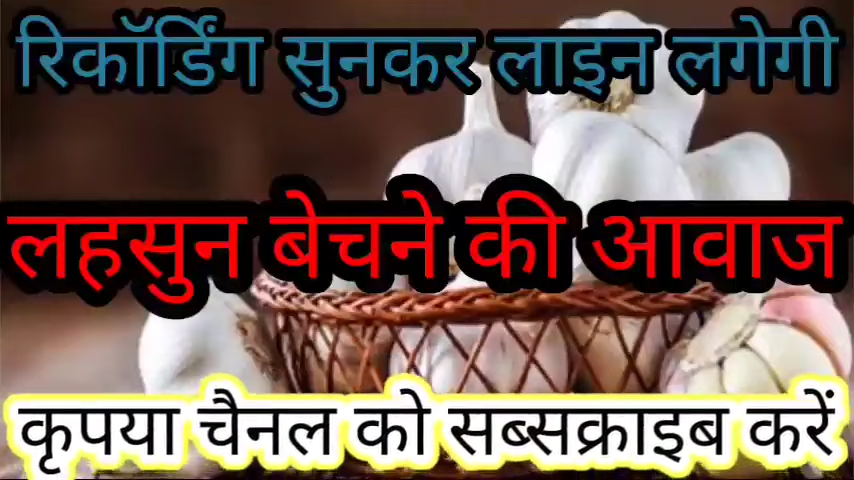 रिकॉर्डिंग सुनकर लाइन लगेगी
लहसुन बेचने की आवाज
कृपया चैनल को सब्सक्राइब करें